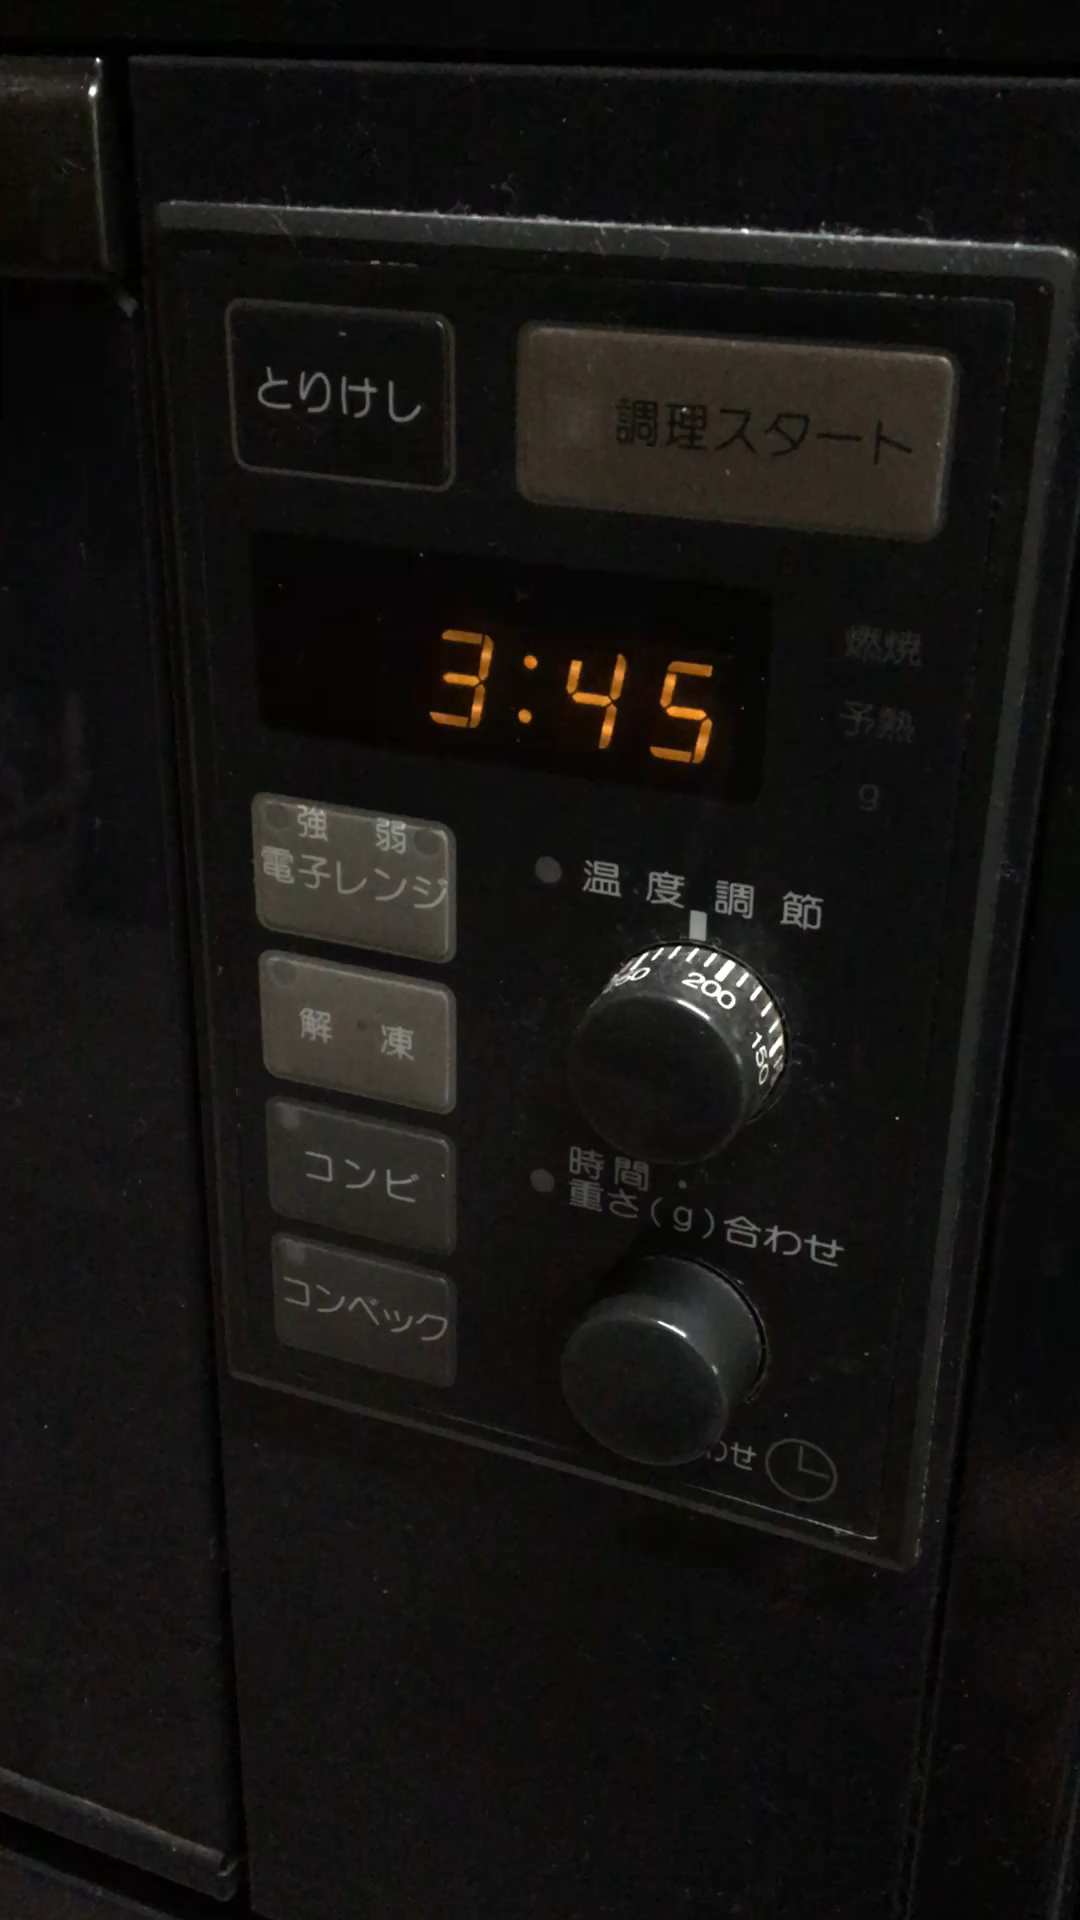 とりけし
調理スタート
3:45
燃焼
予熱
g
強 弱
電子レンジ
温度調節
200
150
解凍
コンビ
時間・
重さ(g)合わせ
コンベック
わせ